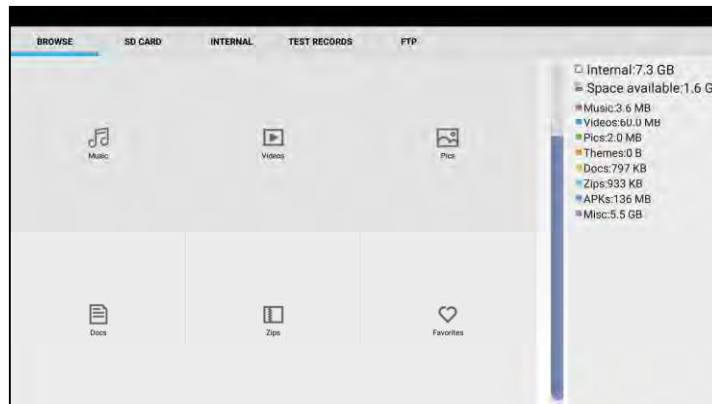 BROWSE SD CARD INTERNAL TEST RECORDS FTP
Music Videos Pics
Docs Zips Favorites
Internal:7.3 GB
Space available:1.6 G
Music:3.6 MB
Videos:60.0 MB
Pics:2.0 MB
Themes:0 B
Docs:797 KB
Zips:933 KB
APKs:136 MB
Misc:5.5 GB